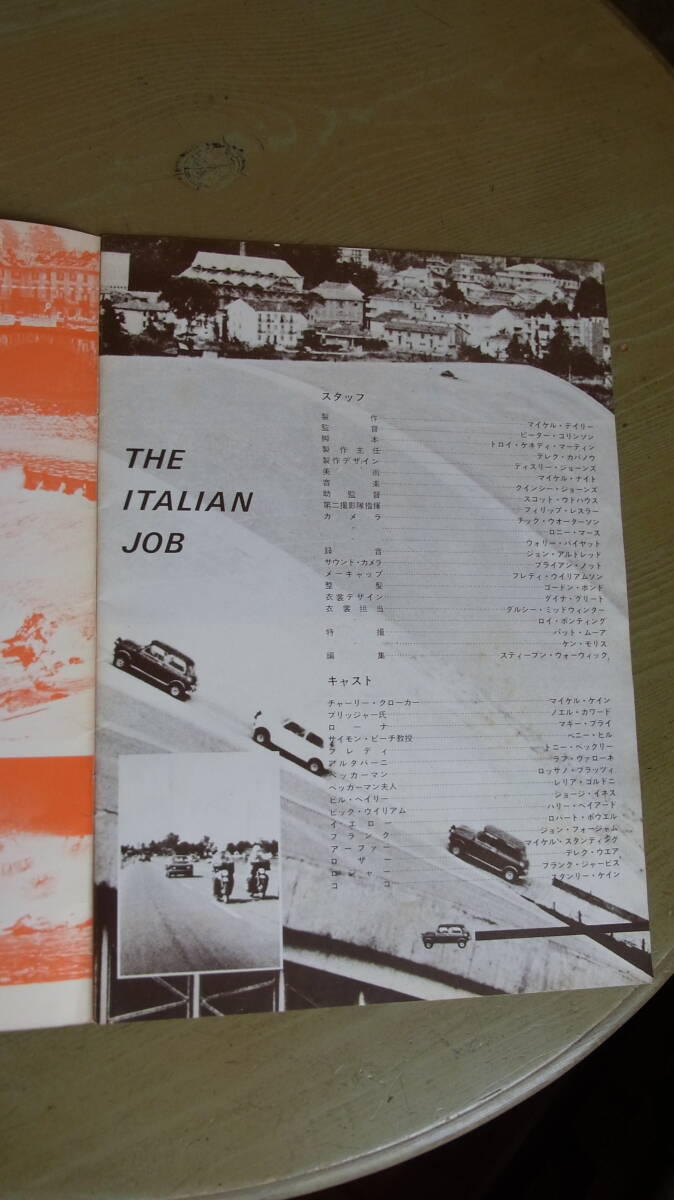 THE
ITALIAN
JOB
スタッフ
製作 マイケル・デイリー
監督 ピーター・コリンソン
脚本 トロイ・ケネディ・マーティン
製作主任 デレク・カバノウ
製作デザイン ディスリー・ジョーンズ
美術 マイケル・ナイト
音楽 クインシー・ジョーンズ
助監督 スコット・ウドハウス
第二撮影隊指揮 フィリップ・レスラー
カメラ チック・ウオーターソン
〃 ロニー・マース
ウォリー・バイヤット
録音 ジョン・アルドレッド
サウンド・カメラ ブライアン・ノット
メーキャップ フレディ・ウイリアムソン
整髪 ゴードン・ボンド
衣裳デザイン ダイナ・グリート
衣裳担当 ダルシー・ミッドウィンター
ロイ・ポンティング
特撮 パット・ムーア
ケン・モリス
編集 スティーブン・ウォーウィック
キャスト
チャーリー・クローカー マイケル・ケイン
ブリッジャー氏 ノエル・カワード
ローナ マギー・ブライ
サイモン・ピーチ教授 ベニー・ヒル
フレディ トニー・ベックリー
アルタバーニ ラフ・ヴァローネ
ベッカーマン ロッサノ・ブラッツィ
ベッカーマン夫人 レリア・ゴルドニ
ビル・ベイリー ジョージ・イネス
ビック・ウイリアム ハリー・ベイアード
イエロー ロバート・ポウエル
フランク ジョン・フォージャム
アーサー マイケル・スタンディング
ロザー デレク・ウエア
ロジャー フランク・ジャービス
ココ スタンリー・ケイン